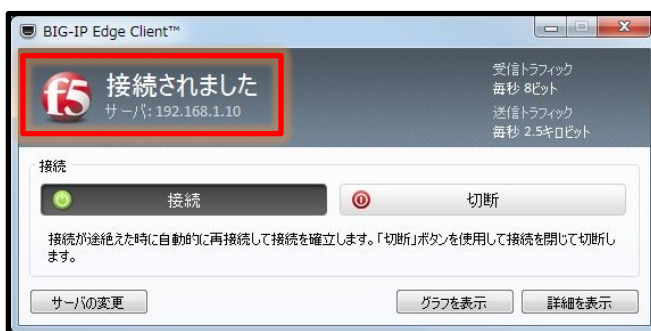 BIG-IP Edge Client™
f5
接続されました
サーバ: 192.168.1.10
受信トラフィック
毎秒 8ビット
送信トラフィック
毎秒 2.5キロビット
接続
接続
切断
接続が途絶えた時に自動的に再接続して接続を確立します。「切断」ボタンを使用して接続を閉じて切断し
ます。
サーバの変更
グラフを表示
詳細を表示